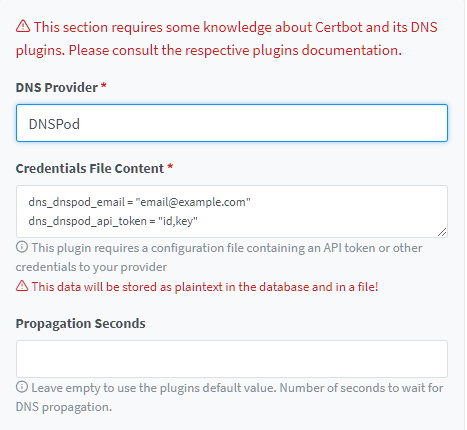 This section requires some knowledge about Certbot and its DNS
plugins. Please consult the respective plugins documentation.
DNS Provider *
DNSPod
Credentials File Content *
dns_dnspod_email = "email@example.com"
dns_dnspod_api_token = "id,key"
This plugin requires a configuration file containing an API token or other
credentials to your provider
This data will be stored as plaintext in the database and in a file!
Propagation Seconds
Leave empty to use the plugins default value. Number of seconds to wait for
DNS propagation.